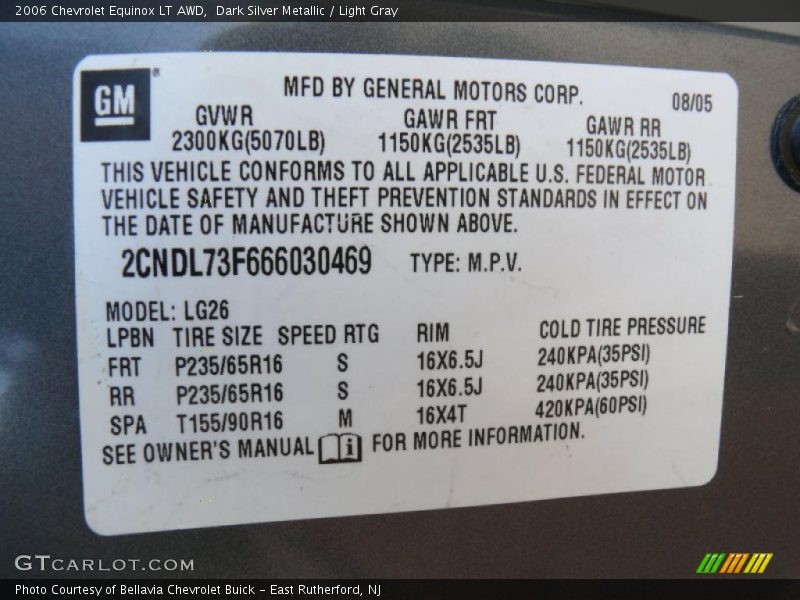 2006 Chevrolet Equinox LT AWD,  Dark Silver Metallic / Light Gray
GM®
MFD BY GENERAL MOTORS CORP.
08/05
GVWR GAWR FRT GAWR RR
2300KG(5070LB) 1150KG(2535LB) 1150KG(2535LB)
THIS VEHICLE CONFORMS TO ALL APPLICABLE U.S. FEDERAL MOTOR
VEHICLE SAFETY AND THEFT PREVENTION STANDARDS IN EFFECT ON
THE DATE OF MANUFACTURE SHOWN ABOVE.
2CNDL73F666030469 TYPE: M.P.V.
MODEL: LG26
LPBN TIRE SIZE SPEED RTG RIM COLD TIRE PRESSURE
FRT P235/65R16 S 16X6.5J 240KPA(35PSI)
RR P235/65R16 S 16X6.5J 240KPA(35PSI)
SPA T155/90R16 M 16X4T 420KPA(60PSI)
SEE OWNER'S MANUAL i FOR MORE INFORMATION.
GTCARLOT.COM
Photo Courtesy of Bellavia Chevrolet Buick - East Rutherford, NJ